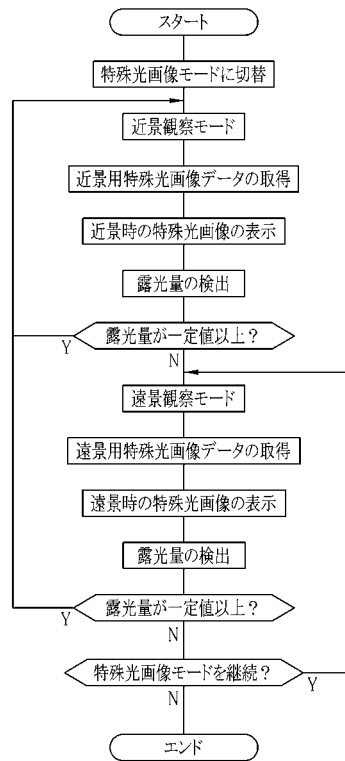 スタート
特殊光画像モードに切替
近景観察モード
近景用特殊光画像データの取得
近景時の特殊光画像の表示
露光量の検出
露光量が一定値以上?
Y
N
遠景観察モード
遠景用特殊光画像データの取得
遠景時の特殊光画像の表示
露光量の検出
露光量が一定値以上?
Y
N
特殊光画像モードを継続?
Y
N
エンド